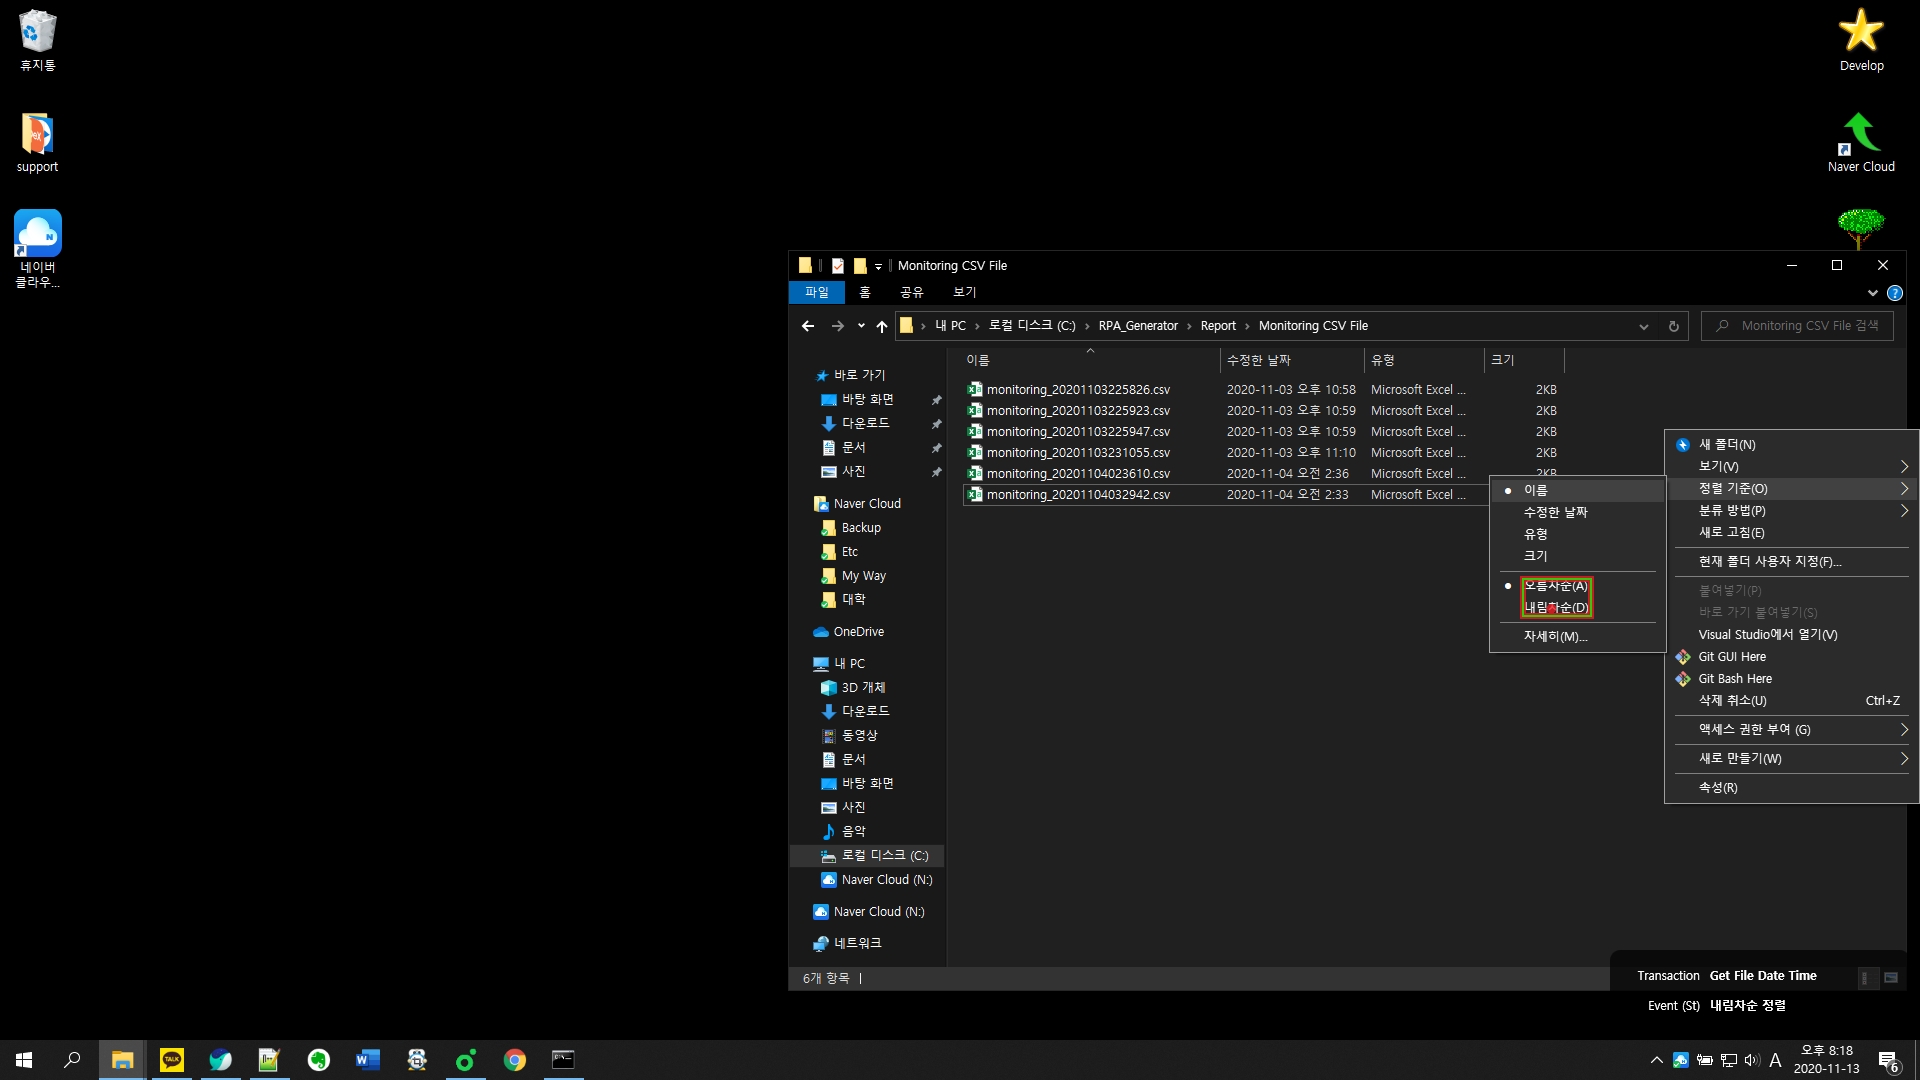 휴지통
support
네이버
클라우...
Develop
Naver Cloud
Monitoring CSV File
파일
홈
공유
보기
내 PC
로컬 디스크 (C:)
RPA_Generator
Report
Monitoring CSV File
Monitoring CSV File 검색
이름
수정한 날짜
유형
크기
monitoring_20201103225826.csv 2020-11-03 오후 10:58 Microsoft Excel ... 2KB
monitoring_20201103225923.csv 2020-11-03 오후 10:59 Microsoft Excel ... 2KB
monitoring_20201103225947.csv 2020-11-03 오후 10:59 Microsoft Excel ... 2KB
monitoring_20201103231055.csv 2020-11-03 오후 11:10 Microsoft Excel ... 2KB
monitoring_20201104023610.csv 2020-11-04 오전 2:36 Microsoft Excel ... 2KB
monitoring_20201104032942.csv 2020-11-04 오전 2:33 Microsoft Excel ...
바로 가기
바탕 화면
다운로드
문서
사진
Naver Cloud
Backup
Etc
My Way
대학
OneDrive
내 PC
3D 개체
다운로드
동영상
문서
바탕 화면
사진
음악
로컬 디스크 (C:)
Naver Cloud (N:)
Naver Cloud (N:)
네트워크
6개 항목
이름
수정한 날짜
유형
크기
오름차순(A)
내림차순(D)
자세히(M)...
새 폴더(N)
보기(V)
정렬 기준(O)
분류 방법(P)
새로 고침(E)
현재 폴더 사용자 지정(F)...
붙여넣기(P)
바로 가기 붙여넣기(S)
Visual Studio에서 열기(V)
Git GUI Here
Git Bash Here
삭제 취소(U) Ctrl+Z
액세스 권한 부여 (G)
새로 만들기(W)
속성(R)
Transaction Get File Date Time
Event (St) 내림차순 정렬
TALK
A
오후 8:18
2020-11-13
6